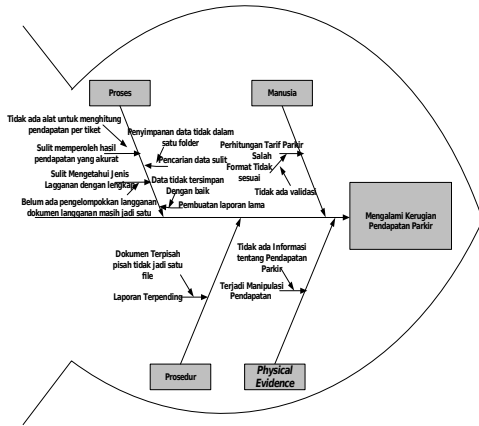 Proses
Manusia
Tidak ada alat untuk menghitung
pendapatan per tiket
Penyimpanan data tidak dalam
satu folder
Sulit memperoleh hasil
pendapatan yang akurat
Pencarian data sulit
Sulit Mengetahui Jenis
Lagganan dengan lengkap
Data tidak tersimpan
Dengan baik
Belum ada pengelompokkan langganan
dokumen langganan masih jadi satu
Pembuatan laporan lama
Perhitungan Tarif Parkir
Salah
Format Tidak
sesuai
Tidak ada validasi
Mengalami Kerugian
Pendapatan Parkir
Dokumen Terpisah
pisah tidak jadi satu
file
Laporan Terpending
Tidak ada Informasi
tentang Pendapatan
Parkir
Terjadi Manipulasi
Pendapatan
Prosedur
Physical
Evidence